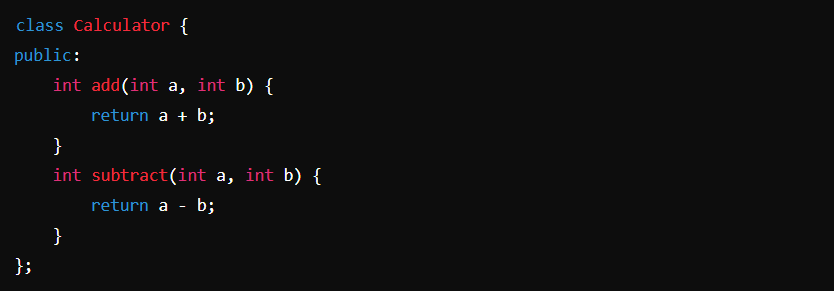 class Calculator {
public:
    int add(int a, int b) {
        return a + b;
    }
    int subtract(int a, int b) {
        return a - b;
    }
};